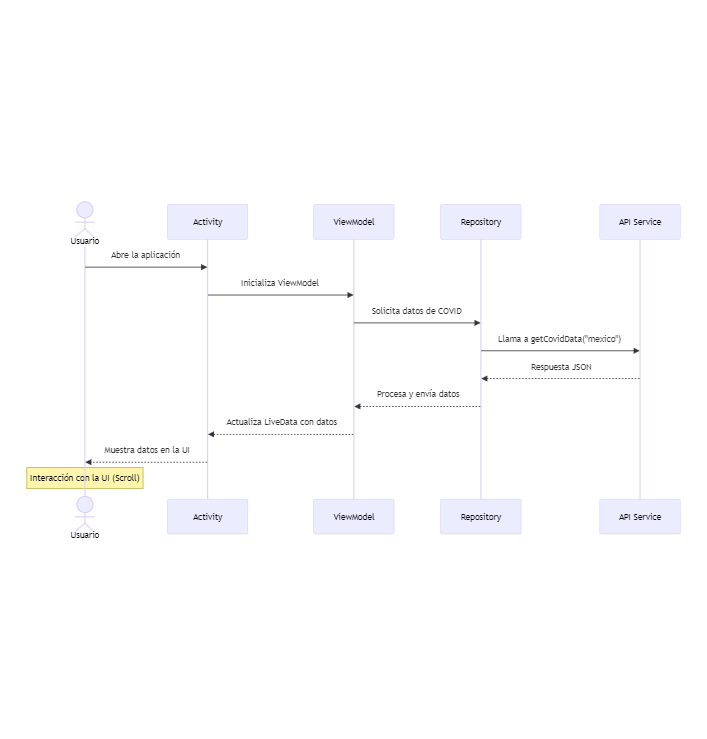 Usuario
Activity
ViewModel
Repository
API Service
Abre la aplicación
Inicializa ViewModel
Solicita datos de COVID
Llama a getCovidData("mexico")
Respuesta JSON
Procesa y envía datos
Actualiza LiveData con datos
Muestra datos en la UI
Interacción con la UI (Scroll)
Usuario
Activity
ViewModel
Repository
API Service